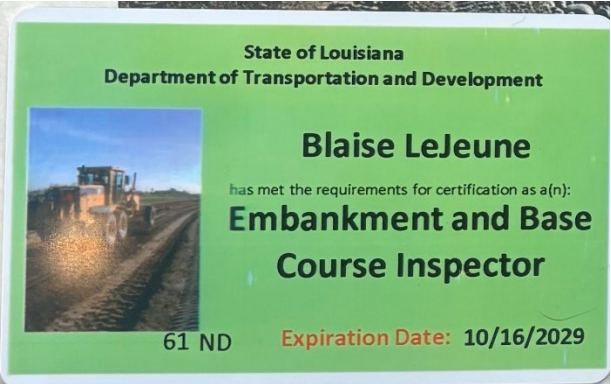 State of Louisiana
Department of Transportation and Development
Blaise LeJeune
has met the requirements for certification as a(n):
Embankment and Base
Course Inspector
61 ND
Expiration Date: 10/16/2029